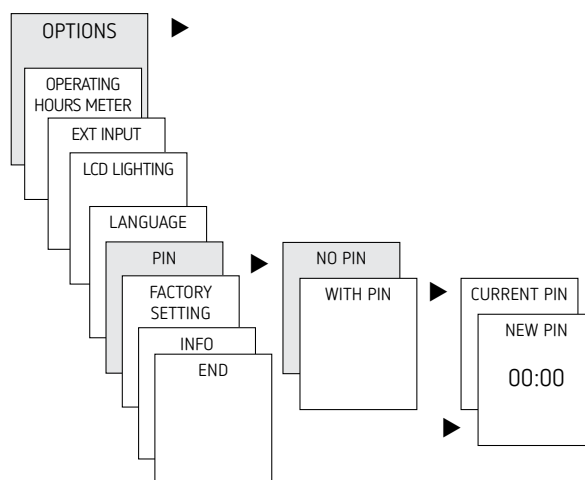 OPTIONS
OPERATING
HOURS METER
EXT INPUT
LCD LIGHTING
LANGUAGE
PIN
FACTORY
SETTING
INFO
END
NO PIN
WITH PIN
CURRENT PIN
NEW PIN
00:00